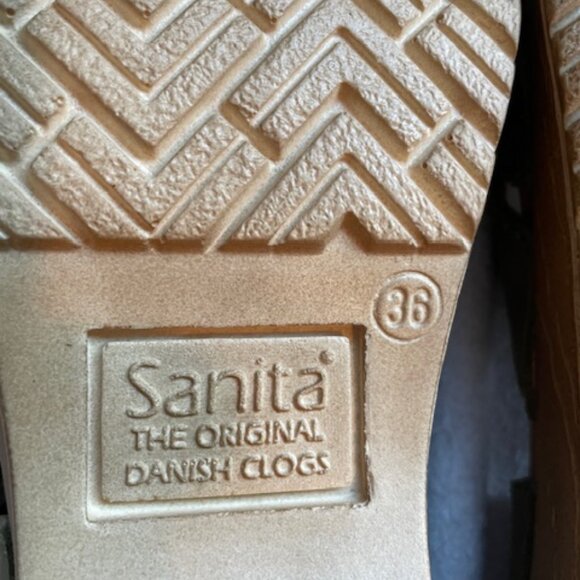 36
Sanita®
THE ORIGINAL
DANISH CLOGS